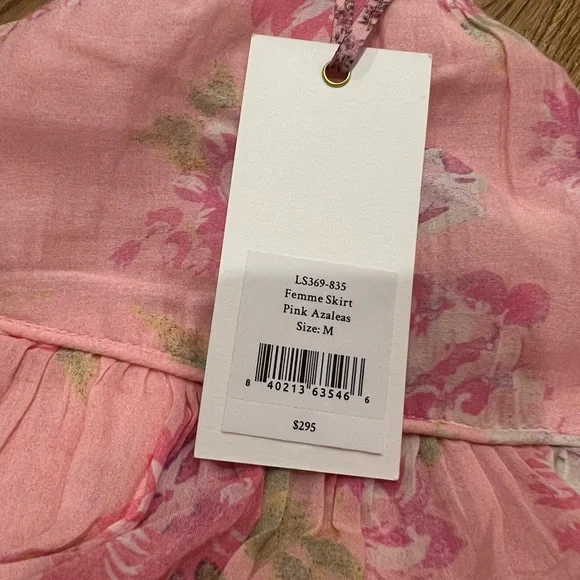 LS369-835
Femme Skirt
Pink Azaleas
Size: M
8 40213 63546 6
$295